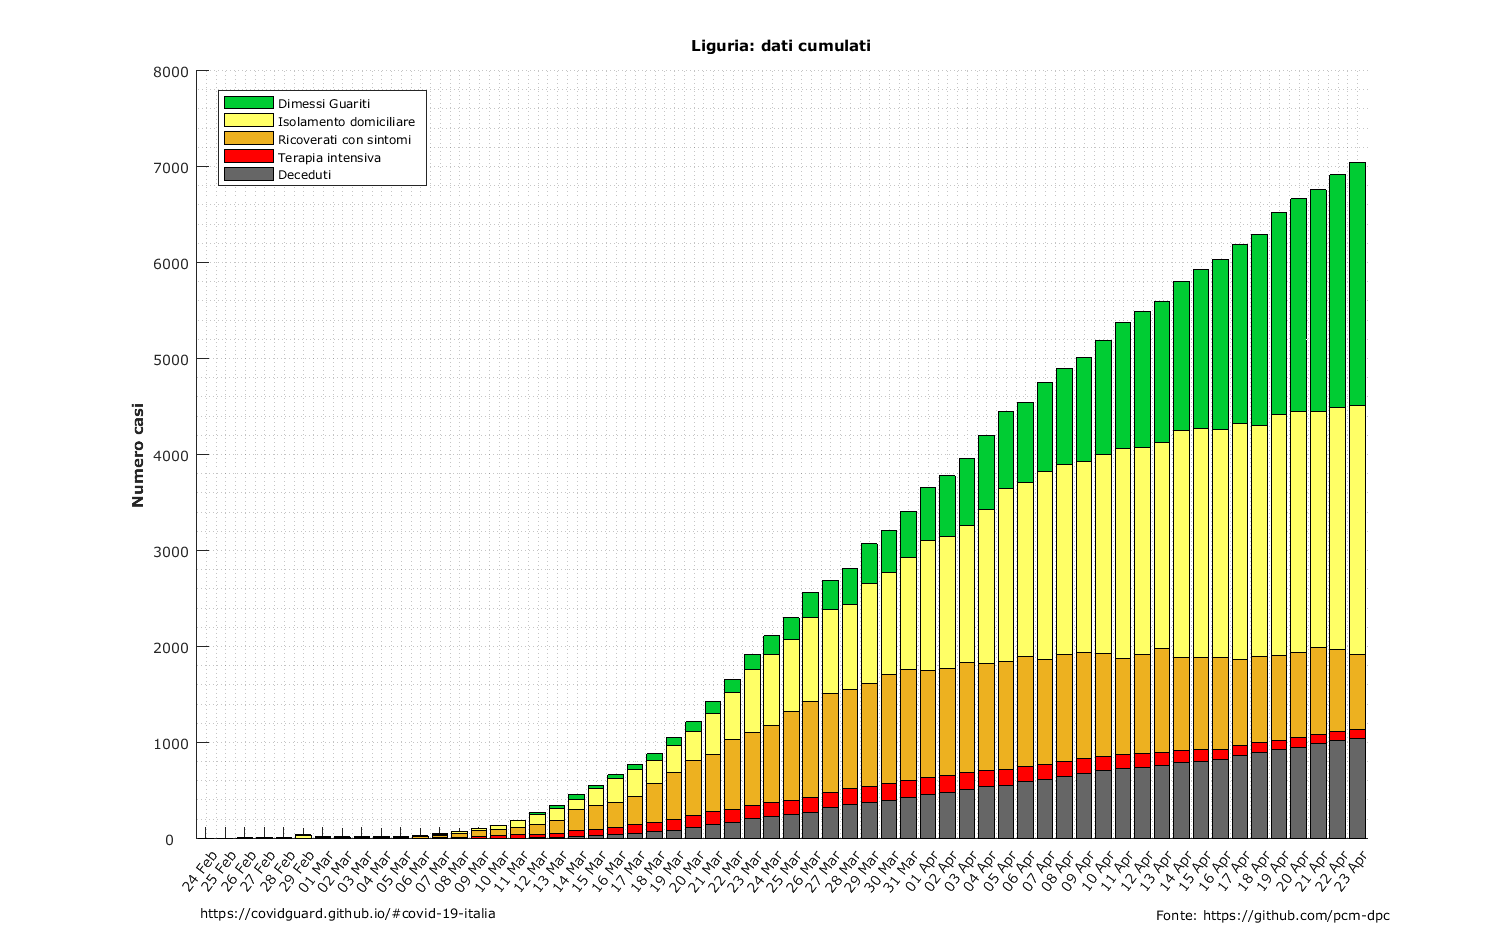 Liguria: dati cumulati
8000
7000
6000
5000
4000
3000
2000
1000
0
Numero casi
Dimessi Guariti
Isolamento domiciliare
Ricoverati con sintomi
Terapia intensiva
Deceduti
24 Feb
25 Feb
26 Feb
27 Feb
28 Feb
29 Feb
01 Mar
02 Mar
03 Mar
04 Mar
05 Mar
06 Mar
07 Mar
08 Mar
09 Mar
10 Mar
11 Mar
12 Mar
13 Mar
14 Mar
15 Mar
16 Mar
17 Mar
18 Mar
19 Mar
20 Mar
21 Mar
22 Mar
23 Mar
24 Mar
25 Mar
26 Mar
27 Mar
28 Mar
29 Mar
30 Mar
31 Mar
01 Apr
02 Apr
03 Apr
04 Apr
05 Apr
06 Apr
07 Apr
08 Apr
09 Apr
10 Apr
11 Apr
12 Apr
13 Apr
14 Apr
15 Apr
16 Apr
17 Apr
18 Apr
19 Apr
20 Apr
21 Apr
22 Apr
23 Apr
https://covidguard.github.io/#covid-19-italia
Fonte: https://github.com/pcm-dpc